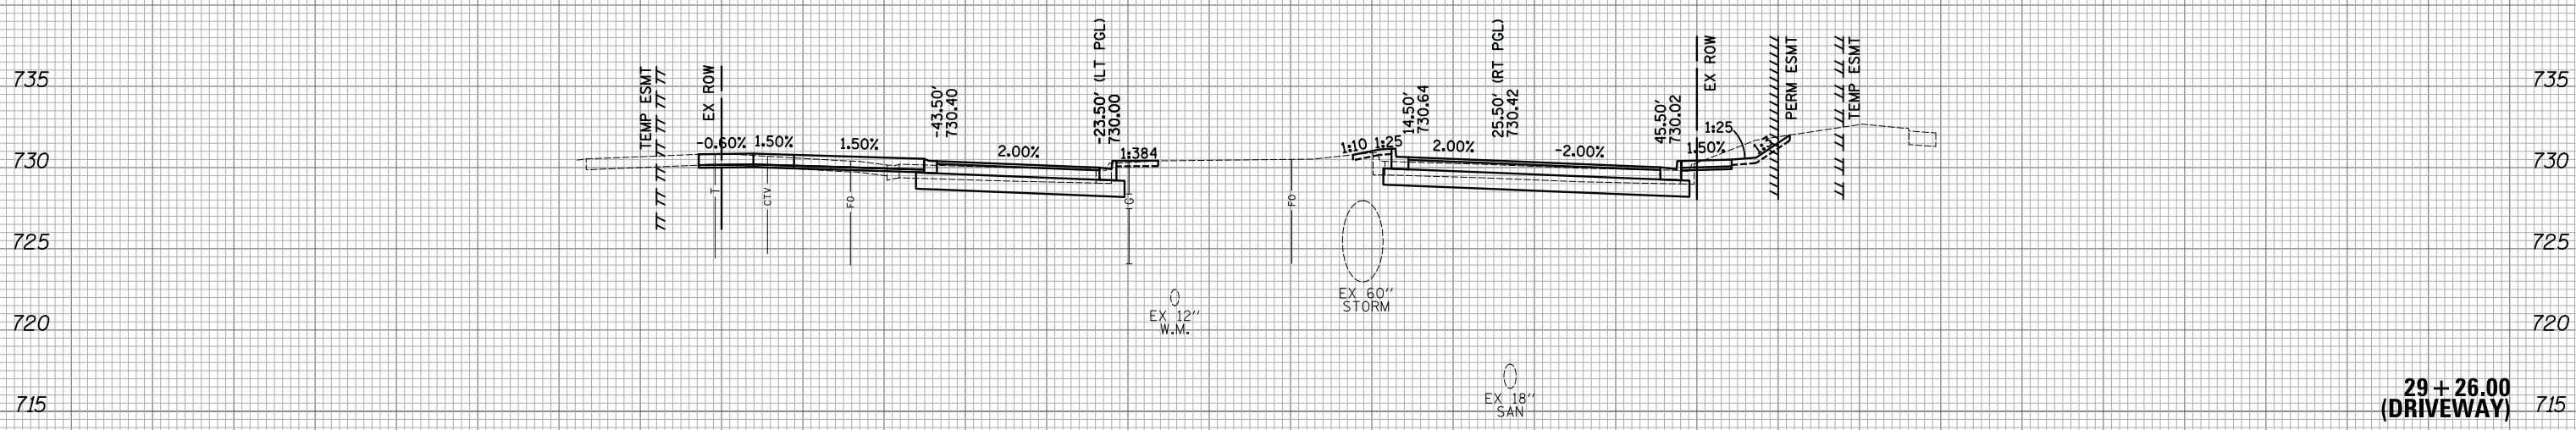 735
730
725
720
715
TEMP ESMT
EX ROW
-0.60%
1.50%
1.50%
T
CTV
FO
-43.50'
730.40
2.00%
-23.50' (LT PGL)
730.00
1:384
G
EX 12"
W.M.
FO
EX 60"
STORM
1:10
1:25
14.50'
730.64
2.00%
25.50' (RT PGL)
730.42
-2.00%
EX 18"
SAN
45.50'
730.02
1.50%
1:25
EX ROW
1:3
PERM ESMT
TEMP ESMT
735
730
725
720
715
29 + 26.00
(DRIVEWAY)